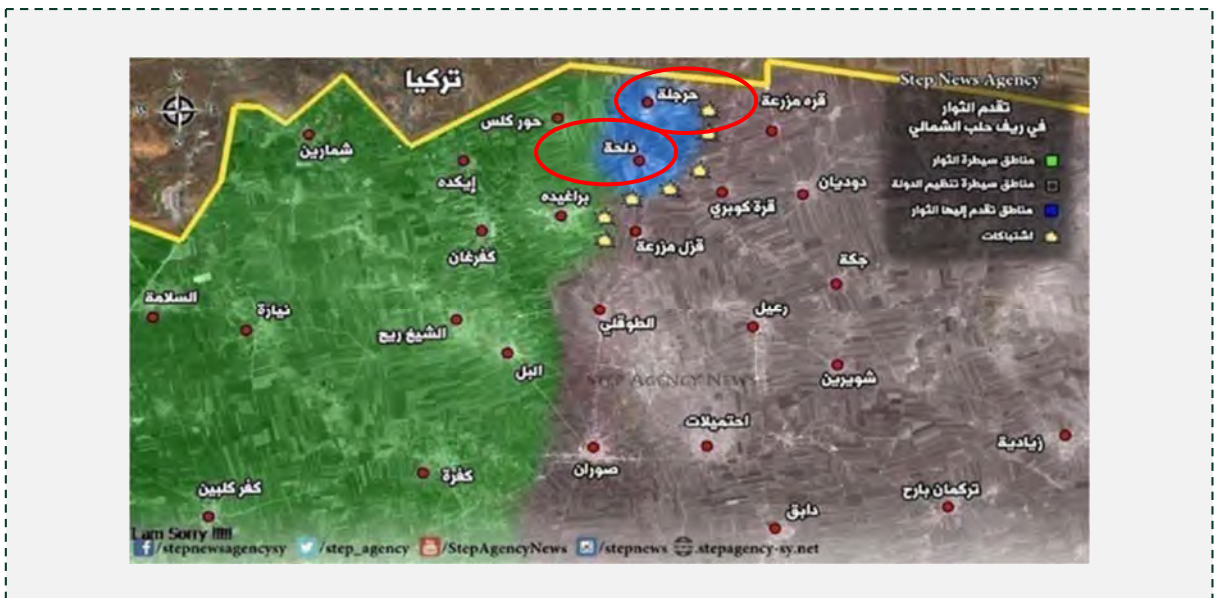 تركيا
Step News Agency
تقدم الثوار
في ريف حلب الشمالي
مناطق سيطرة الثوار
مناطق سيطرة تنظيم الدولة
مناطق تقدم إليها الثوار
اشتباكات
N
حرجلة
قره مزرعة
حور كلس
شمارين
دلحة
إيكده
دوديان
براغيده
قرة كوبري
كفرغان
قزل مزرعة
جكة
السلامة
نيارة
الطوقلي
رعيل
الشيخ ريح
البل
STEP AGENCY NEWS
شويرين
احتميلات
زيادية
صوران
كفرة
كفر كلبين
تركمان بارح
دابق
I am Sorry !!!!!
/stepnewsagencysy /step_agency /StepAgencyNews /stepnews .stepagency-sy.net